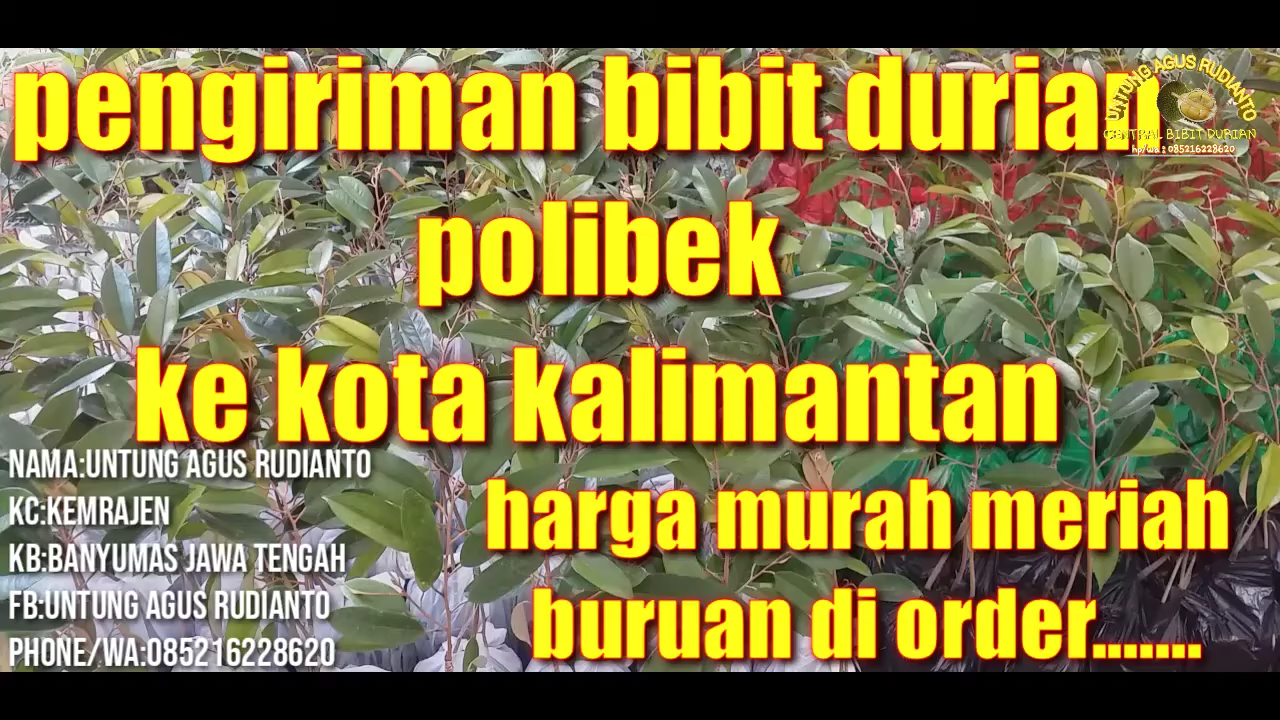 pengiriman bibit durian
UNTUNG AGUS RUDIANTO
CENTRAL BIBIT DURIAN
hp/wa : 085216228620
polibek
ke kota kalimantan
NAMA:UNTUNG AGUS RUDIANTO
KC:KEMRAJEN
KB:BANYUMAS JAWA TENGAH
FB:UNTUNG AGUS RUDIANTO
PHONE/WA:085216228620
harga murah meriah
buruan di order.......